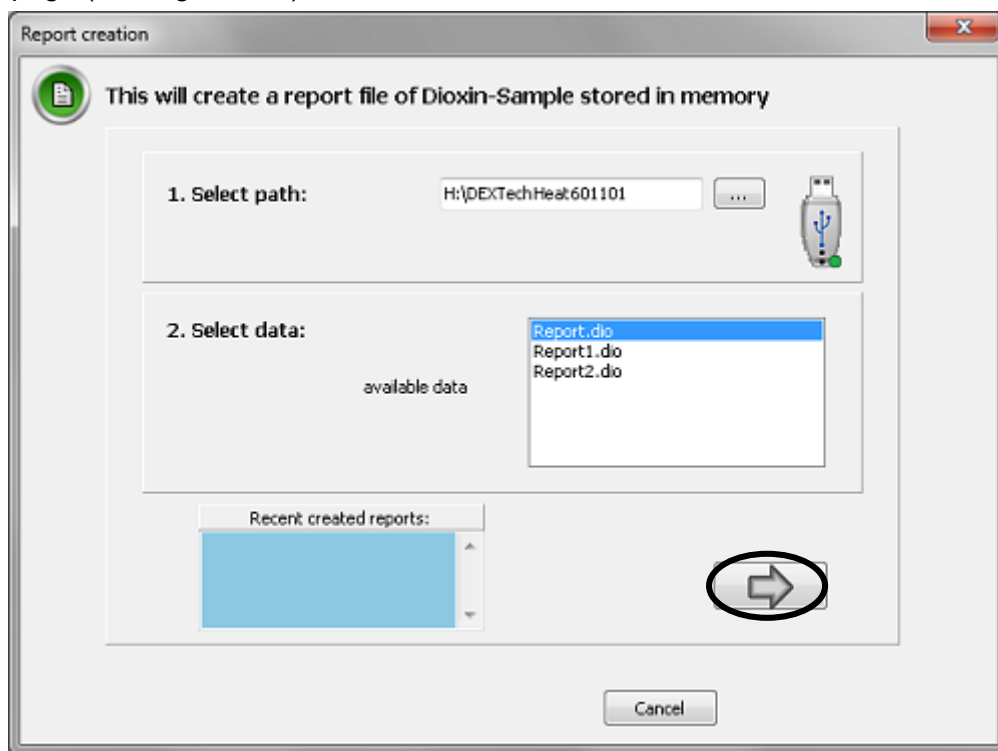 Report creation
This will create a report file of Dioxin-Sample stored in memory
1. Select path:
H:\DEXTechHeat601101
...
2. Select data:
available data
Report.dio
Report1.dio
Report2.dio
Recent created reports:
Cancel